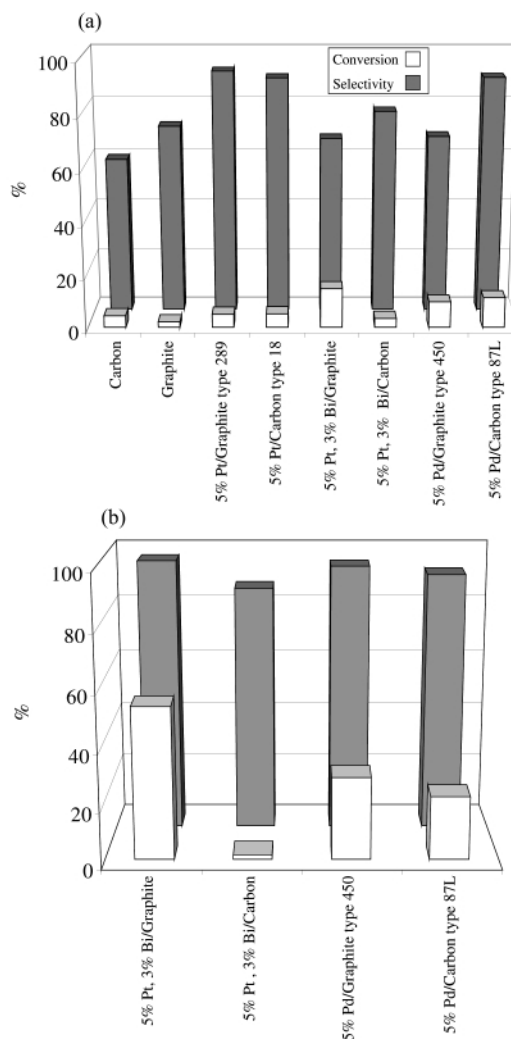 (a)
100
80
60
40
20
0
%
Conversion
Selectivity
Carbon
Graphite
5% Pt/Graphite type 289
5% Pt/Carbon type 18
5% Pt, 3% Bi/Graphite
5% Pt, 3% Bi/Carbon
5% Pd/Graphite type 450
5% Pd/Carbon type 87L
(b)
100
80
60
40
20
0
%
5% Pt, 3% Bi/Graphite
5% Pt , 3% Bi/Carbon
5% Pd/Graphite type 450
5% Pd/Carbon type 87L